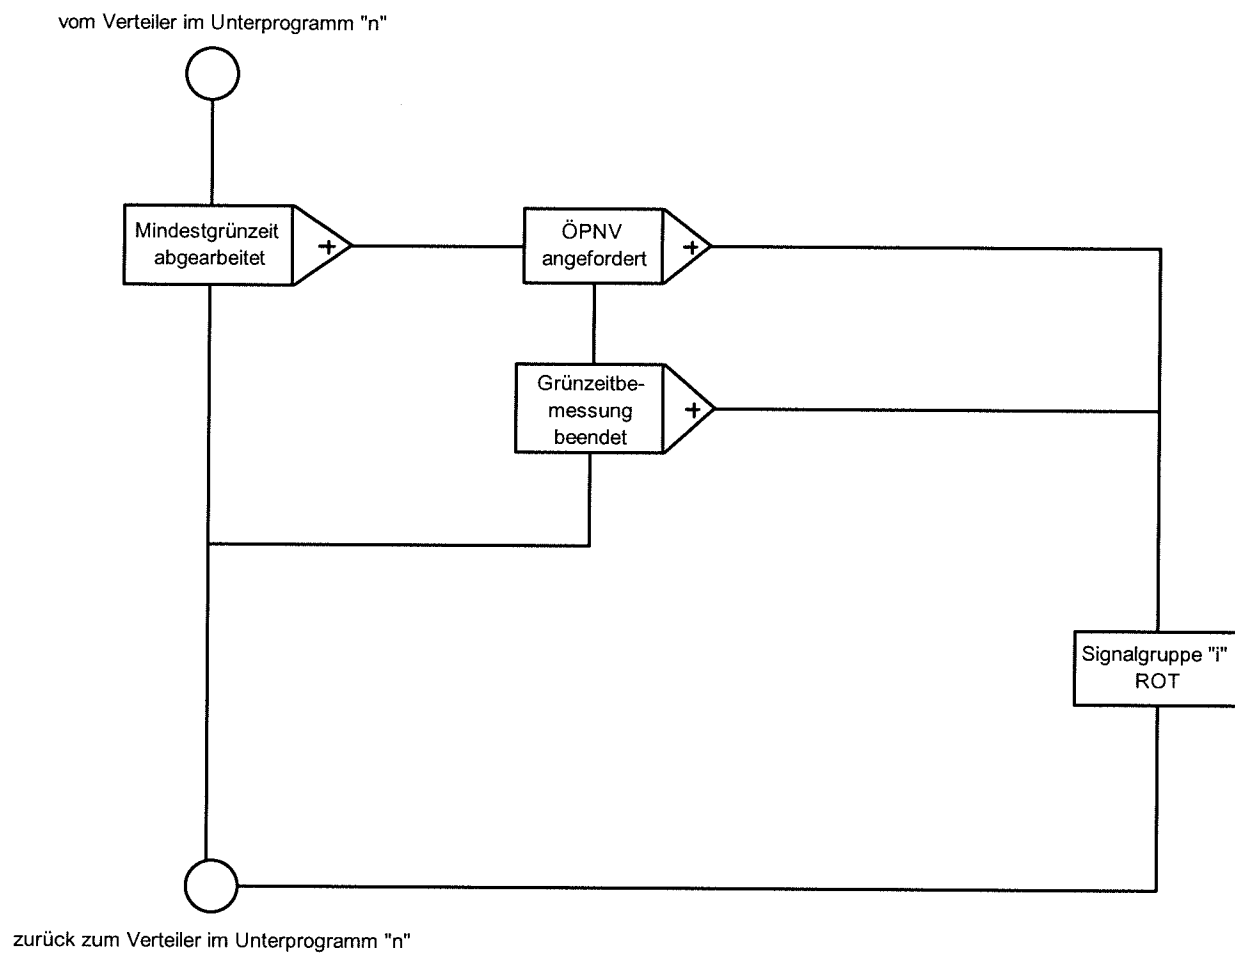 vom Verteiler im Unterprogramm "n"
Mindestgrünzeit
abgearbeitet
+
ÖPNV
angefordert
+
Grünzeitbe-
messung
beendet
+
Signalgruppe "i"
ROT
zurück zum Verteiler im Unterprogramm "n"